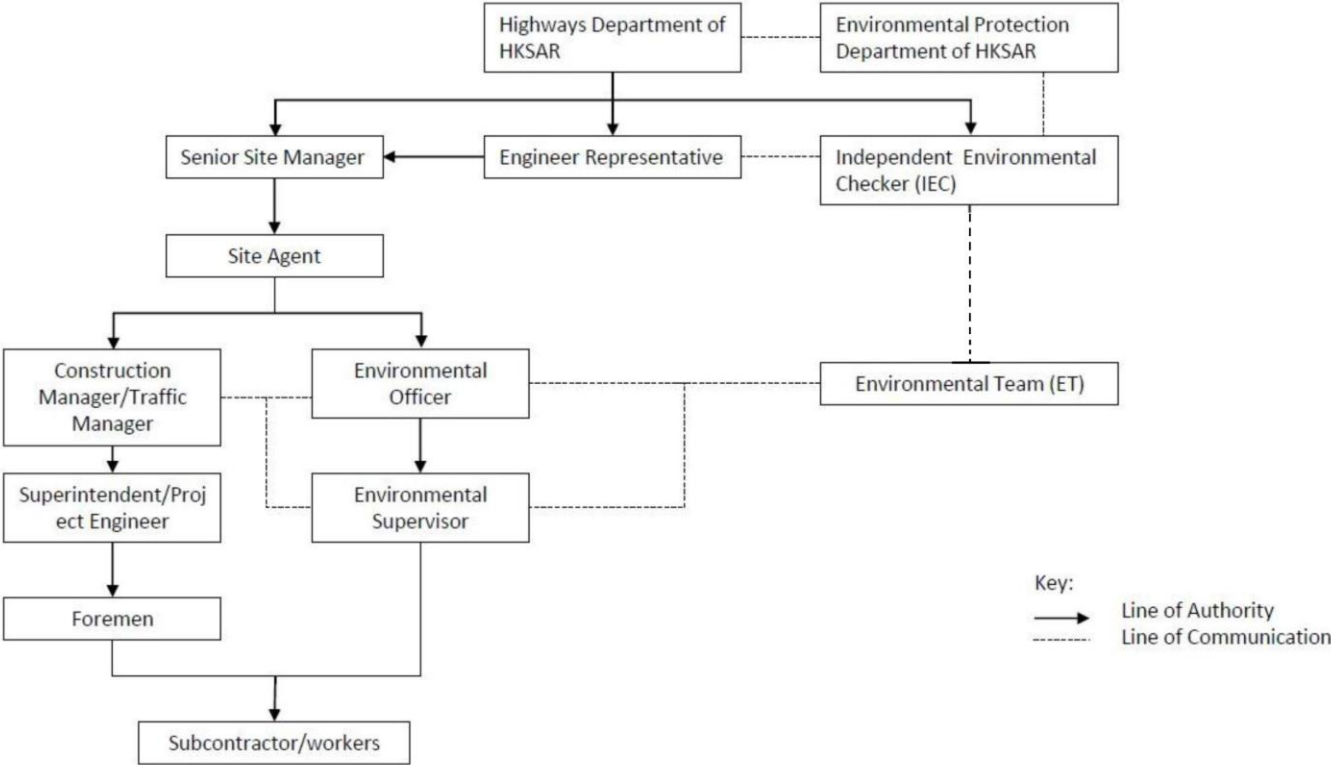 Highways Department of
HKSAR
Environmental Protection
Department of HKSAR
Senior Site Manager
Engineer Representative
Independent Environmental
Checker (IEC)
Site Agent
Construction
Manager/Traffic
Manager
Environmental
Officer
Environmental Team (ET)
Superintendent/Proj
ect Engineer
Environmental
Supervisor
Foremen
Subcontractor/workers
Key:
Line of Authority
Line of Communication